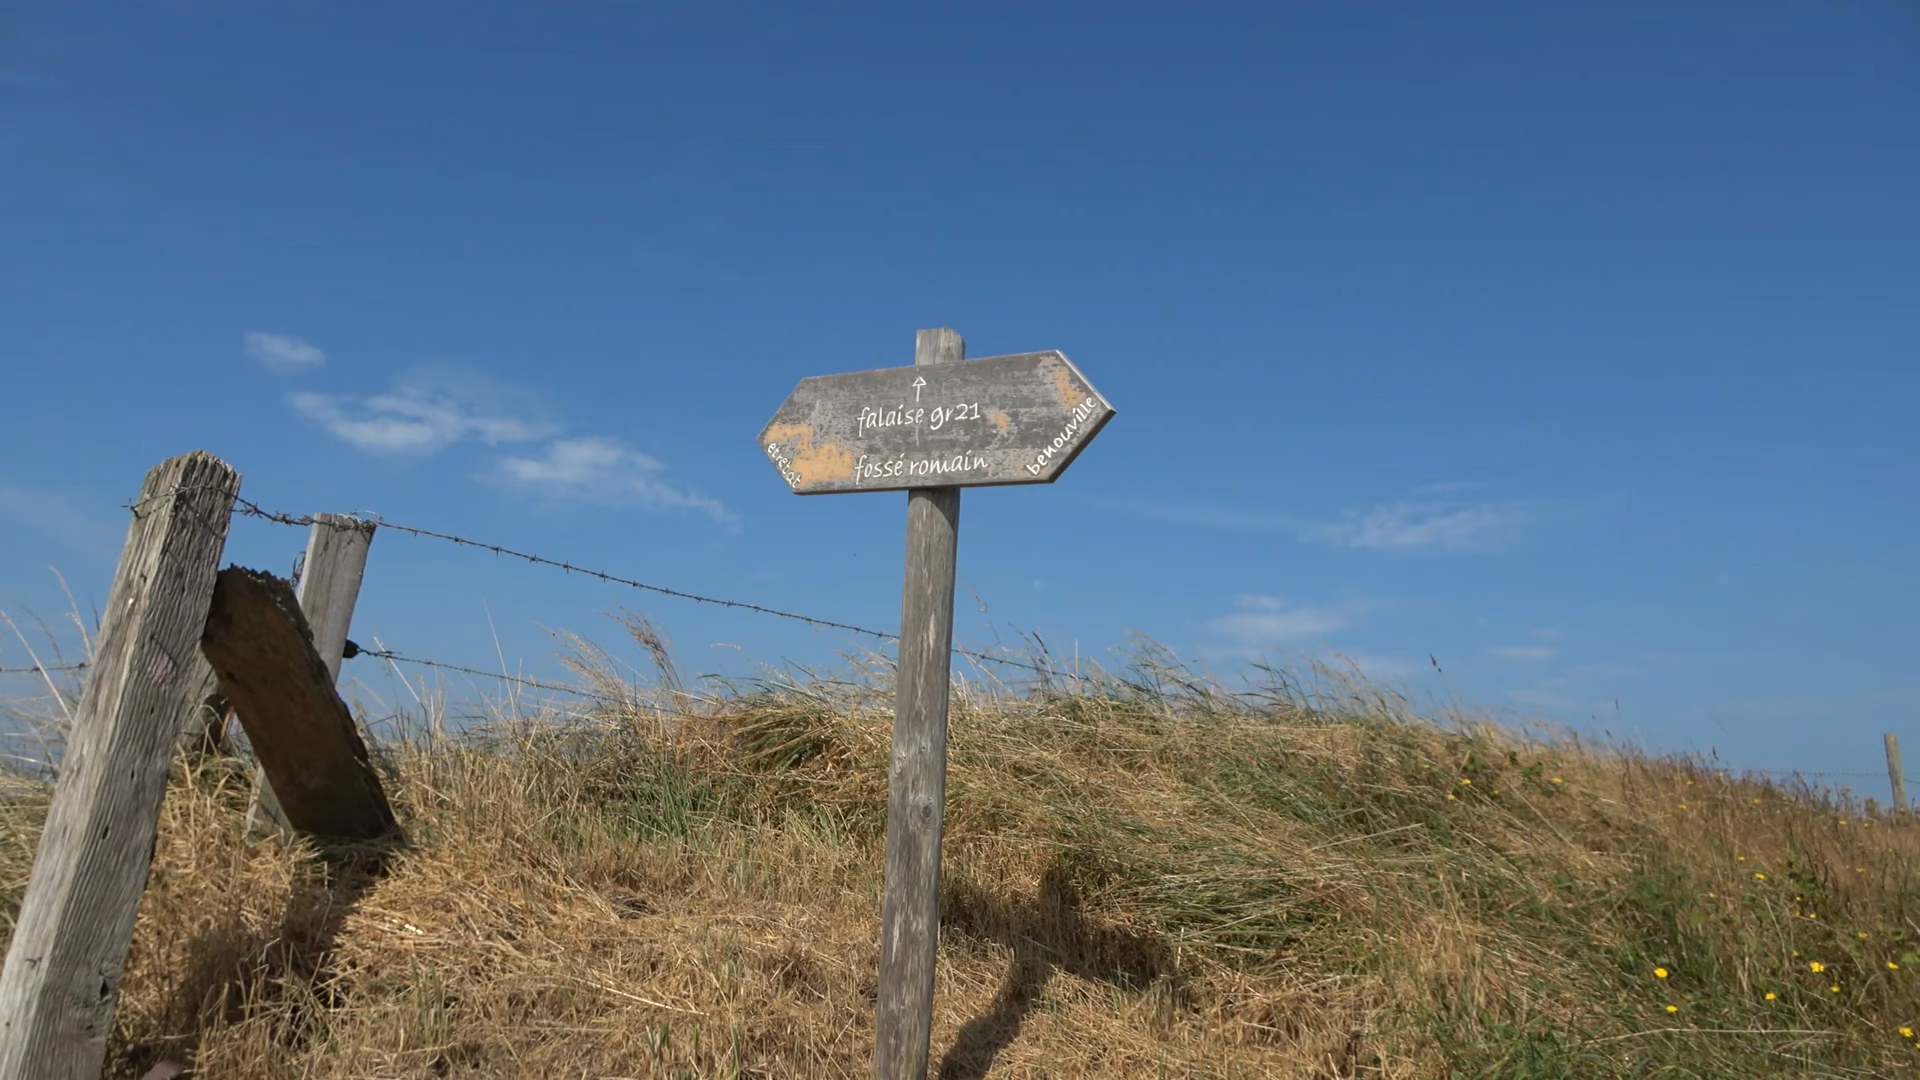 falaise gr21
fossé romain
etretat
benouville